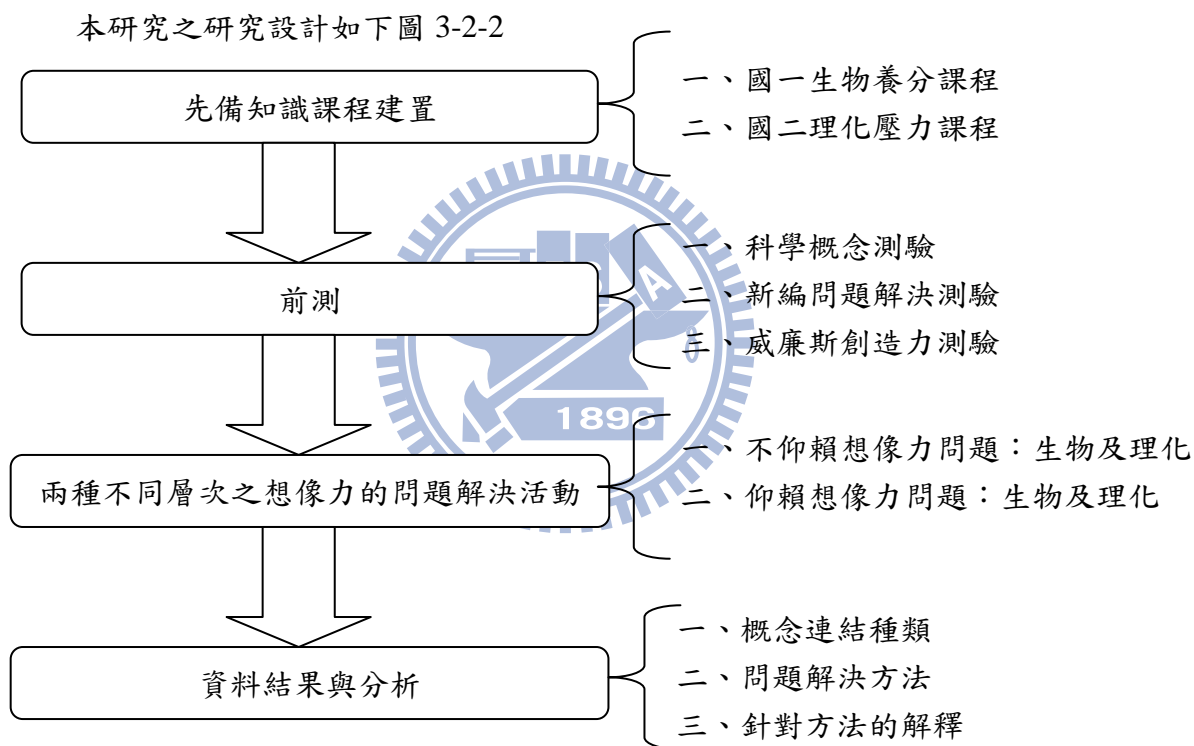 本研究之研究設計如下圖 3-2-2
先備知識課程建置
一、國一生物養分課程
二、國二理化壓力課程
前測
一、科學概念測驗
二、新編問題解決測驗
三、威廉斯創造力測驗
1896
兩種不同層次之想像力的問題解決活動
一、不仰賴想像力問題：生物及理化
二、仰賴想像力問題：生物及理化
資料結果與分析
一、概念連結種類
二、問題解決方法
三、針對方法的解釋